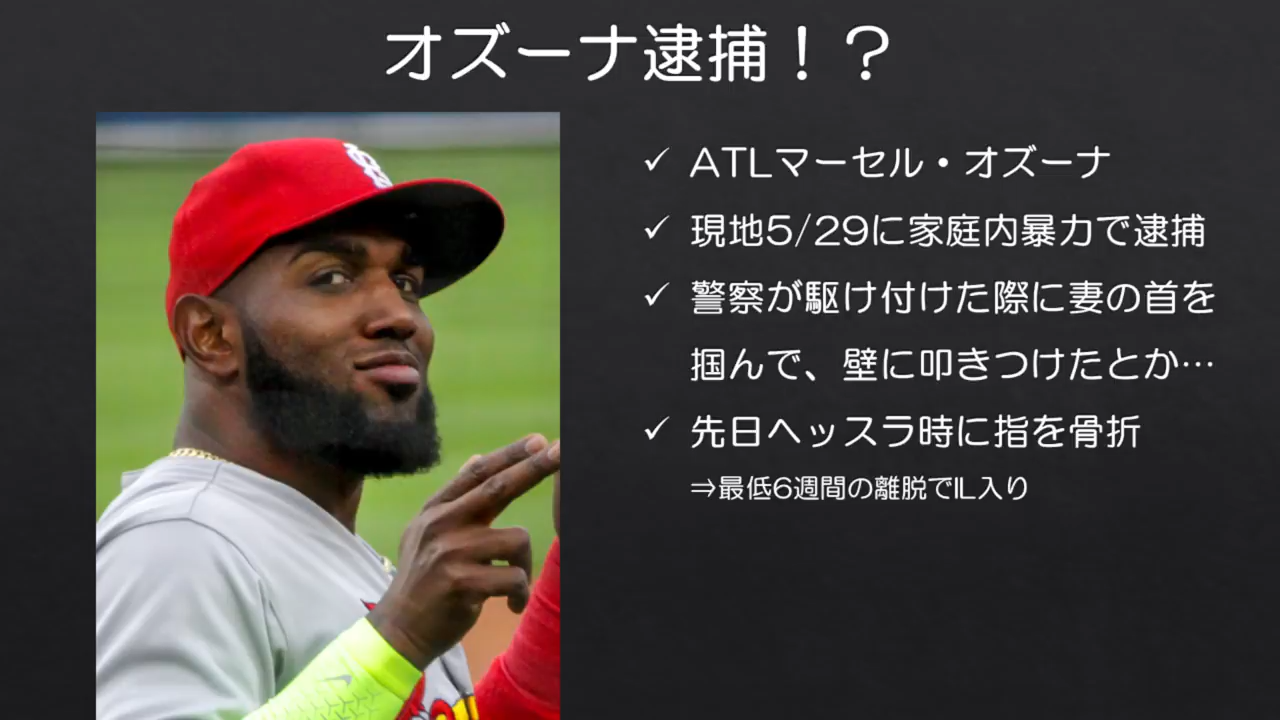 オズーナ逮捕！？
✓ ATLマーセル・オズーナ
✓ 現地5/29に家庭内暴力で逮捕
✓ 警察が駆け付けた際に妻の首を
掴んで、壁に叩きつけたとか…
✓ 先日ヘッスラ時に指を骨折
⇒最低6週間の離脱でIL入り